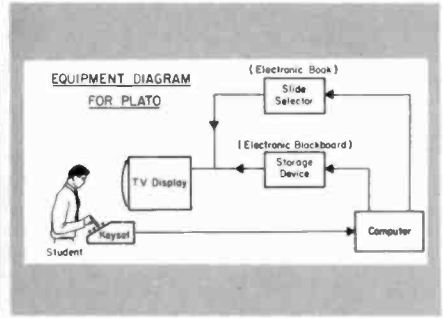 EQUIPMENT DIAGRAM
FOR PLATO
(Electronic Book)
Slide
Selector
(Electronic Blackboard)
Storage
Device
TV Display
Keyset
Student
Computer